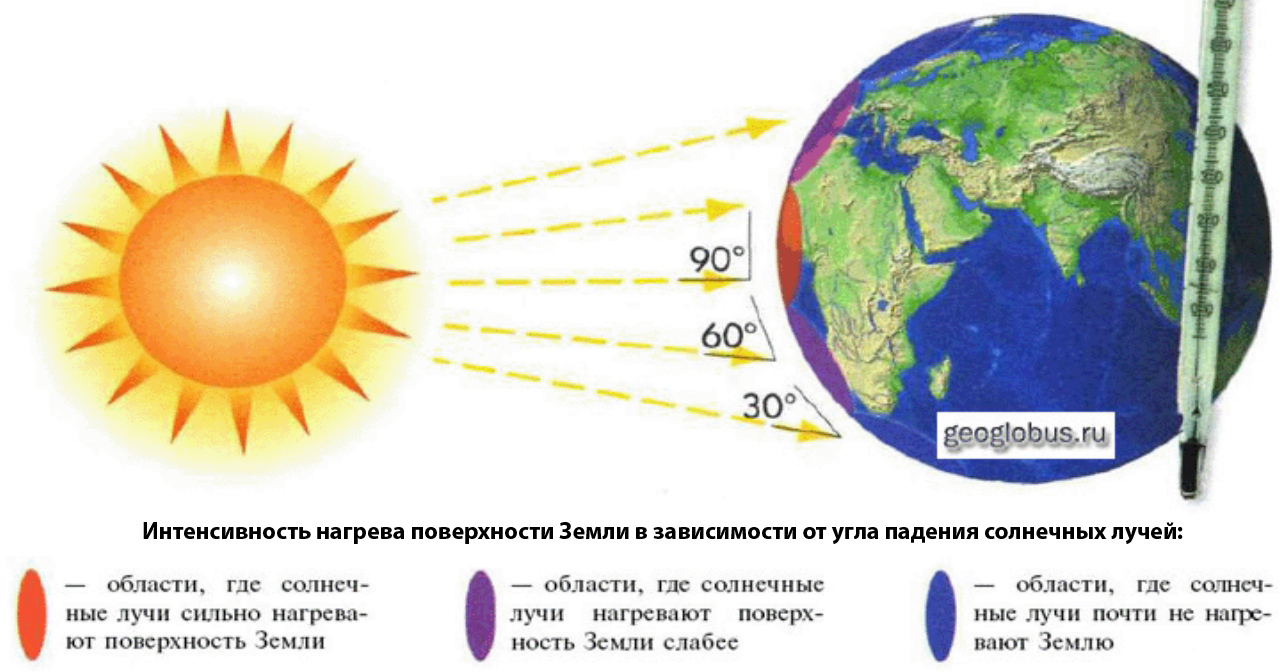 90°
60°
30°
geoglobus.ru
Интенсивность нагрева поверхности Земли в зависимости от угла падения солнечных лучей:
— области, где солнеч-
ные лучи сильно нагрева-
ют поверхность Земли
— области, где солнечные
лучи нагревают поверх-
ность Земли слабее
— области, где солнеч-
ные лучи почти не нагре-
вают Землю